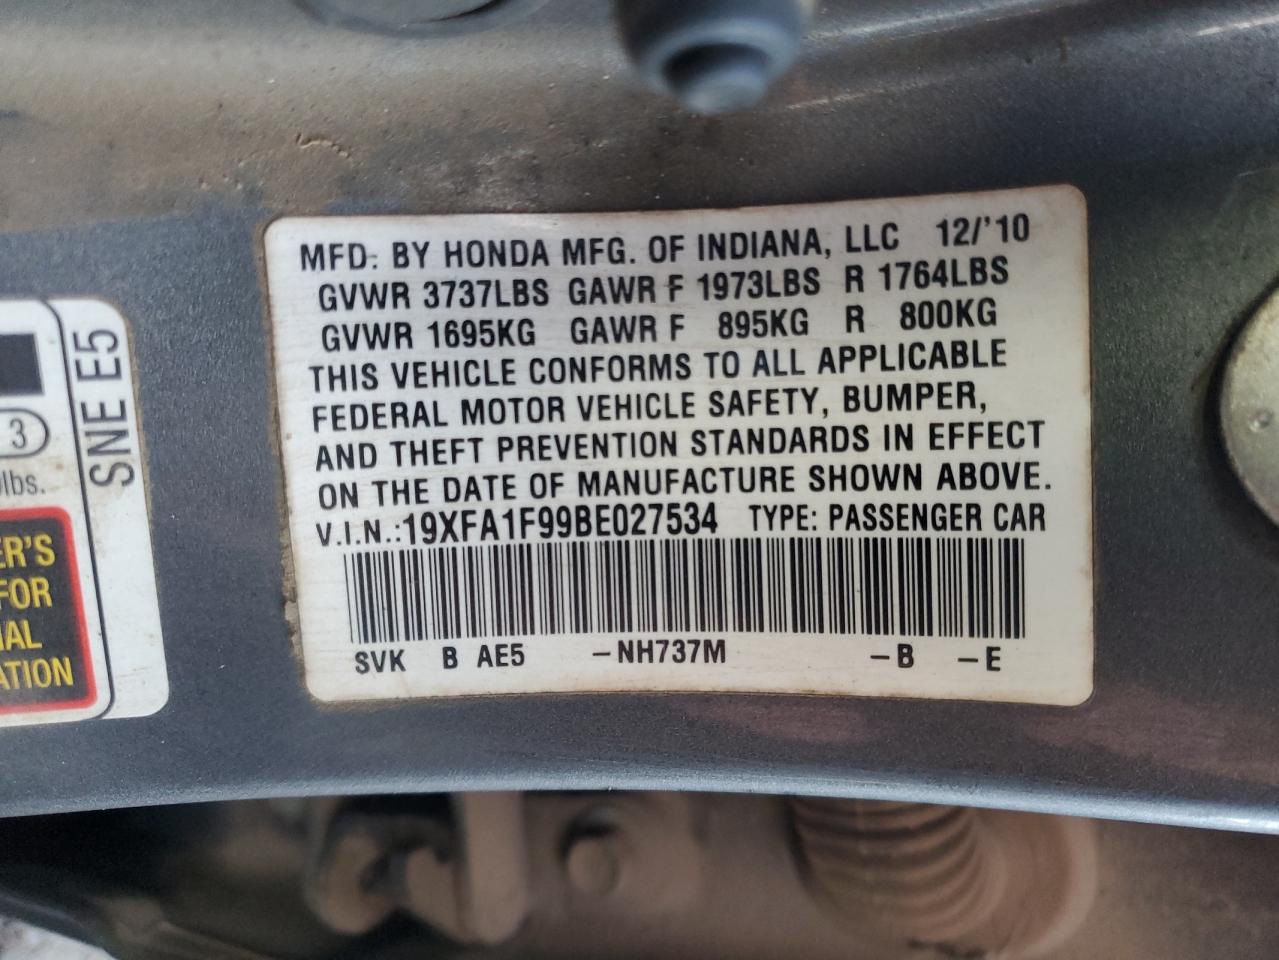 MFD. BY HONDA MFG. OF INDIANA, LLC 12/'10
GVWR 3737LBS GAWR F 1973LBS R 1764LBS
GVWR 1695KG GAWR F 895KG R 800KG
THIS VEHICLE CONFORMS TO ALL APPLICABLE
FEDERAL MOTOR VEHICLE SAFETY, BUMPER,
AND THEFT PREVENTION STANDARDS IN EFFECT
ON THE DATE OF MANUFACTURE SHOWN ABOVE.
V.I.N.:19XFA1F99BE027534 TYPE: PASSENGER CAR
SVK B AE5 -NH737M -B -E
SNE E5
3
lbs.
ER'S
FOR